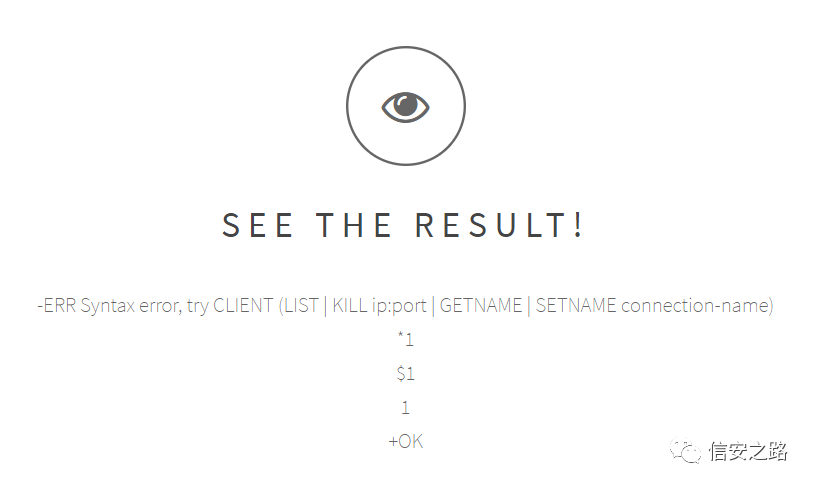 SEE THE RESULT!
-ERR Syntax error, try CLIENT (LIST | KILL ip:port | GETNAME | SETNAME connection-name)
*1
$1
1
+OK
信安之路